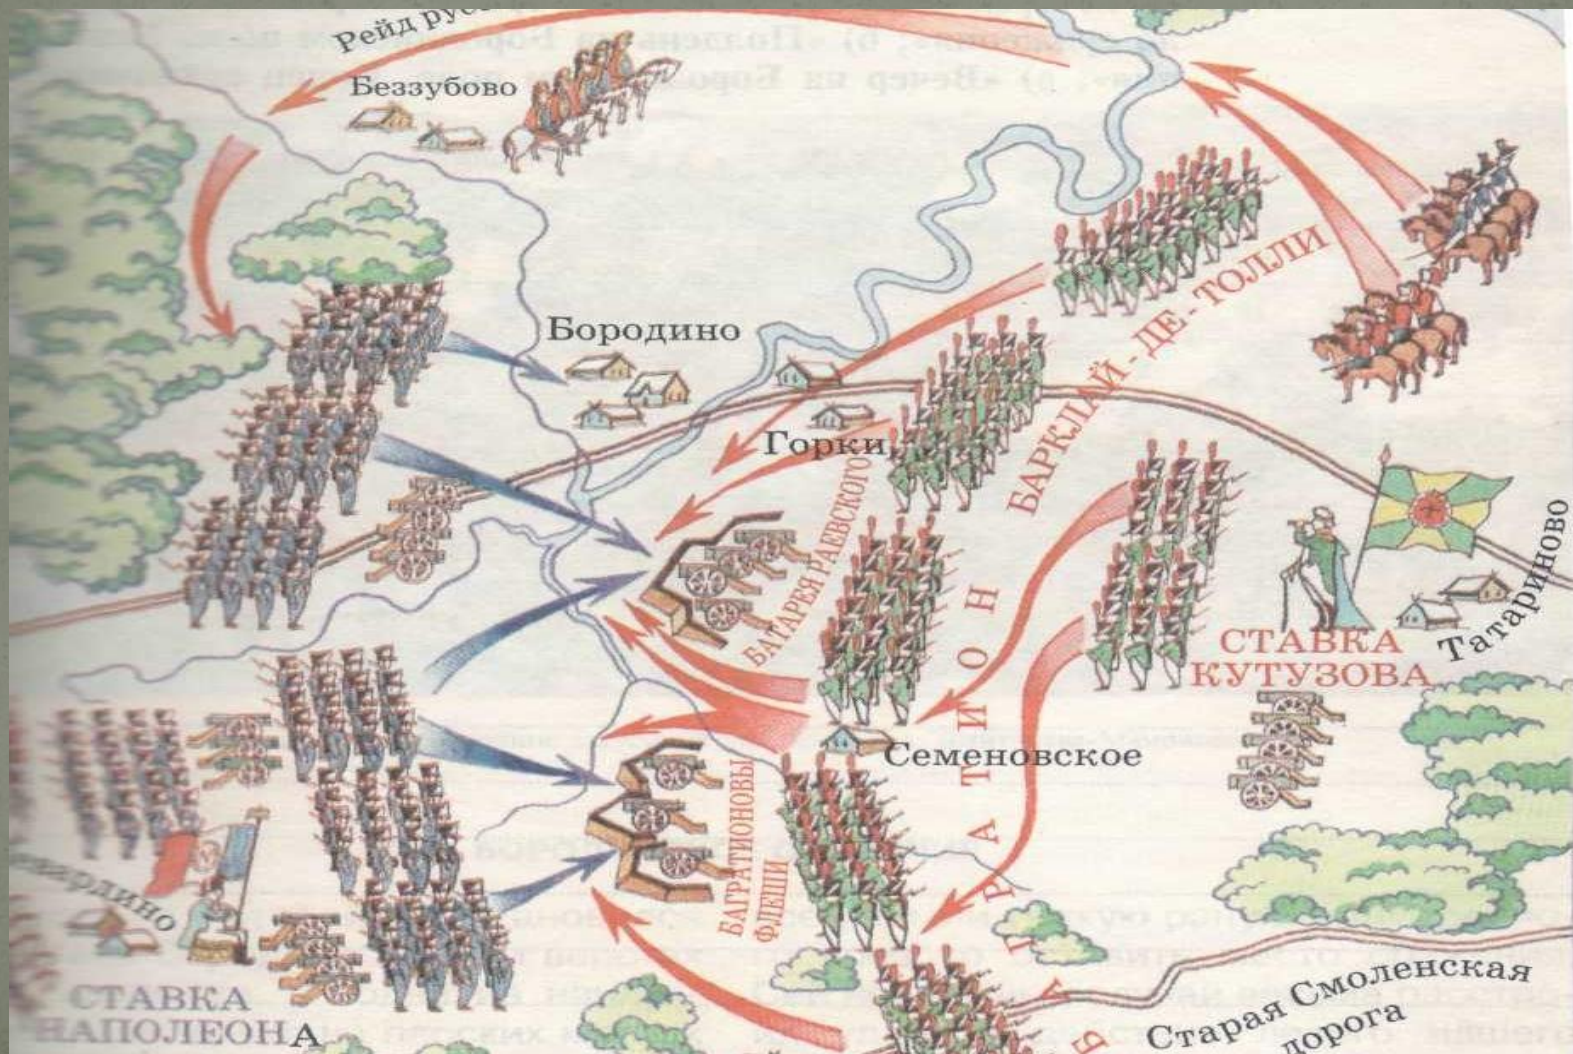 Рейд
Беззубово
Бородино
Горки
БАРКЛАЙ - ДЕ - ТОЛЛИ
БАТАРЕЯ РАЕВСКОГО
Татариново
СТАВКА
КУТУЗОВА
Семеновское
БАГРАТИОН
БАГРАТИОНОВЫ
ФЛЕШИ
СТАВКА
НАПОЛЕОНА
Старая Смоленская
дорога